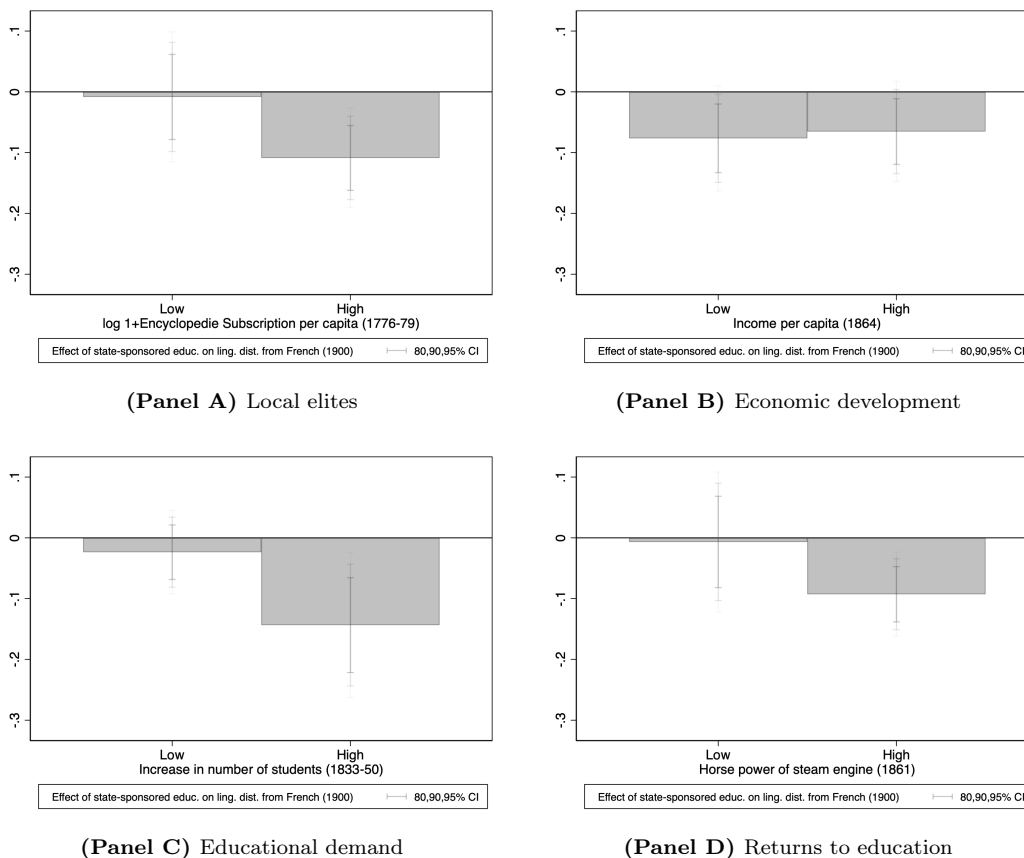 .1
0
-.1
-.2
-.3
Low High
log 1+Encyclopedie Subscription per capita (1776-79)
Effect of state-sponsored educ. on ling. dist. from French (1900) 80,90,95% CI
(Panel A) Local elites
.1
0
-.1
-.2
-.3
Low High
Income per capita (1864)
Effect of state-sponsored educ. on ling. dist. from French (1900) 80,90,95% CI
(Panel B) Economic development
.1
0
-.1
-.2
-.3
Low High
Increase in number of students (1833-50)
Effect of state-sponsored educ. on ling. dist. from French (1900) 80,90,95% CI
(Panel C) Educational demand
.1
0
-.1
-.2
-.3
Low High
Horse power of steam engine (1861)
Effect of state-sponsored educ. on ling. dist. from French (1900) 80,90,95% CI
(Panel D) Returns to education